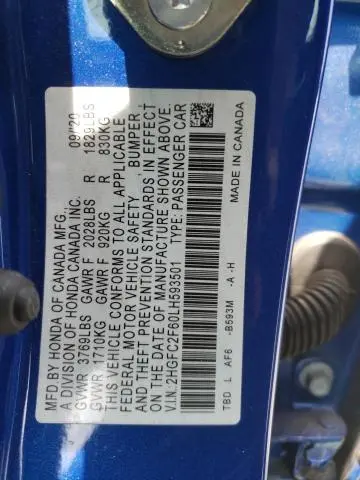 MFD BY HONDA OF CANADA MFG., 09/20
A DIVISION OF HONDA CANADA INC.
GVWR 3769LBS GAWR F 2028LBS R 1829LBS
GVWR 1710KG GAWR F 920KG R 830KG
THIS VEHICLE CONFORMS TO ALL APPLICABLE
FEDERAL MOTOR VEHICLE SAFETY, BUMPER
AND THEFT PREVENTION STANDARDS IN EFFECT
ON THE DATE OF MANUFACTURE SHOWN ABOVE.
V.I.N.: 2HGFC2F60LH593501 TYPE: PASSENGER CAR
TBD L AF6 -B593M -A -H MADE IN CANADA